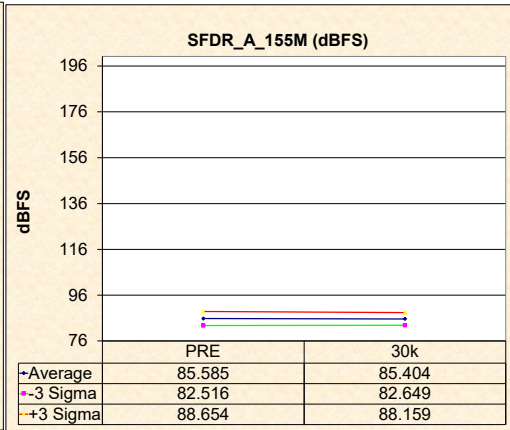 SFDR_A_155M (dBFS)
196
176
156
136
116
96
76
dBFS
PRE 30k
Average 85.585 85.404
-3 Sigma 82.516 82.649
+3 Sigma 88.654 88.159